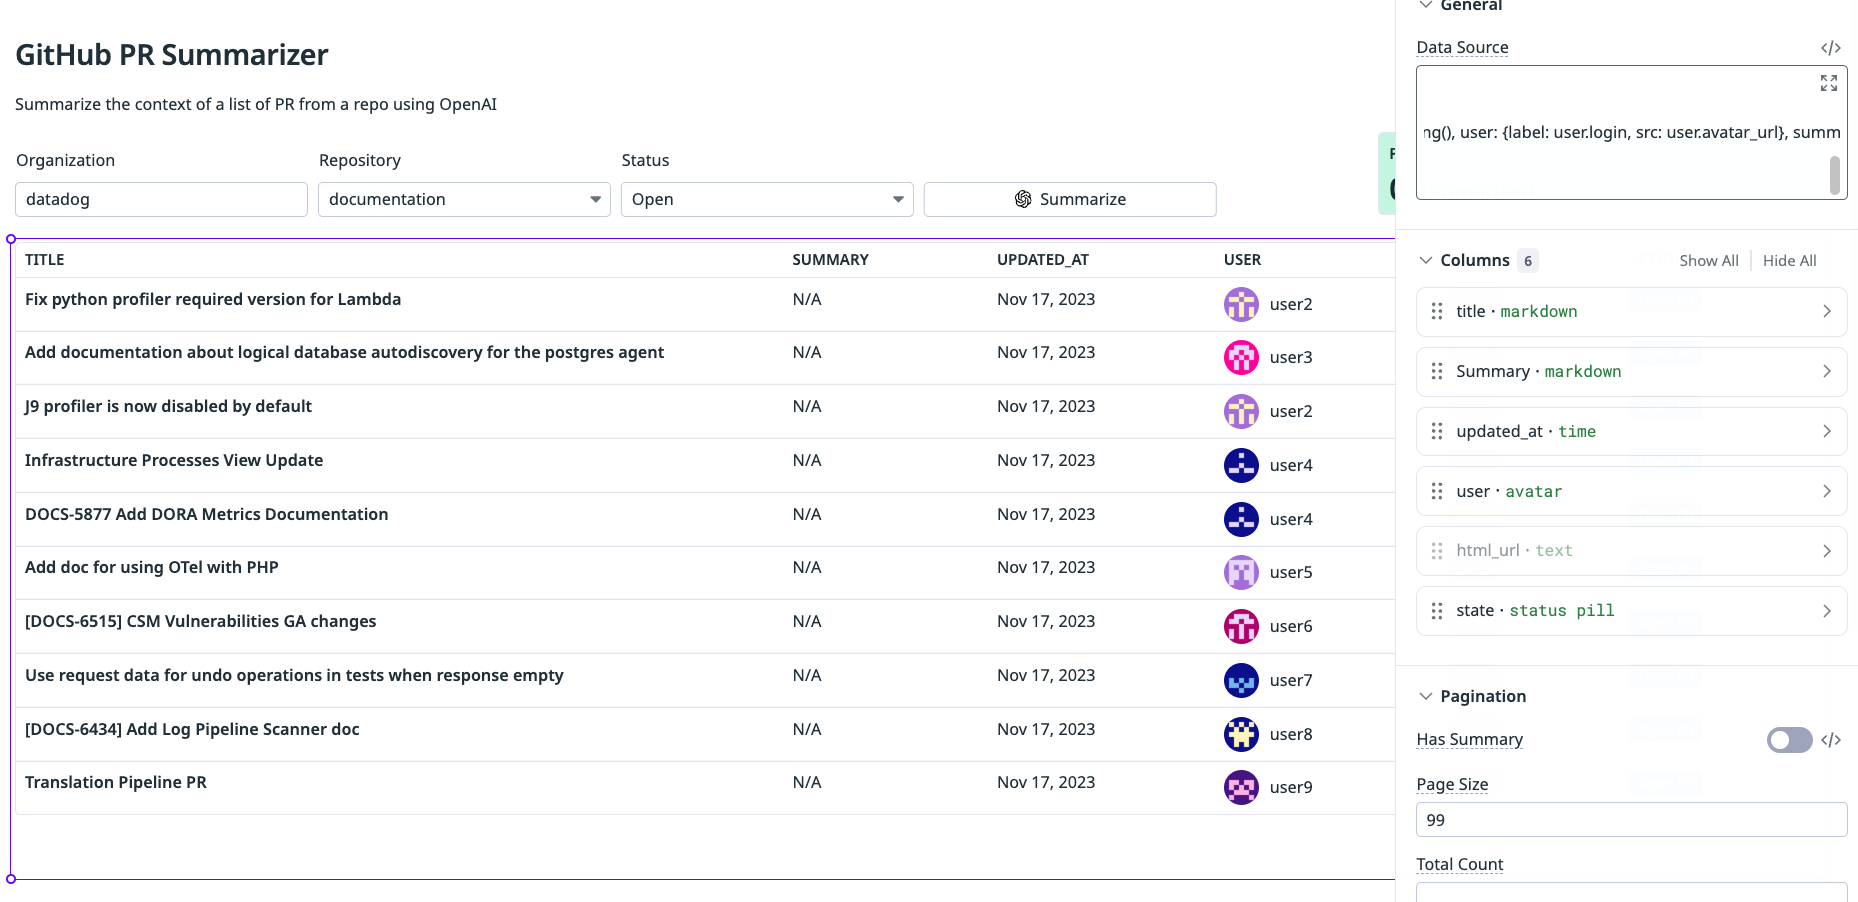 GitHub PR Summarizer
Summarize the context of a list of PR from a repo using OpenAI
Organization
Repository
Status
datadog
documentation
Open
Summarize
TITLE
SUMMARY
UPDATED_AT
USER
Fix python profiler required version for Lambda
N/A
Nov 17, 2023
user2
Add documentation about logical database autodiscovery for the postgres agent
N/A
Nov 17, 2023
user3
J9 profiler is now disabled by default
N/A
Nov 17, 2023
user2
Infrastructure Processes View Update
N/A
Nov 17, 2023
user4
DOCS-5877 Add DORA Metrics Documentation
N/A
Nov 17, 2023
user4
Add doc for using OTel with PHP
N/A
Nov 17, 2023
user5
[DOCS-6515] CSM Vulnerabilities GA changes
N/A
Nov 17, 2023
user6
Use request data for undo operations in tests when response empty
N/A
Nov 17, 2023
user7
[DOCS-6434] Add Log Pipeline Scanner doc
N/A
Nov 17, 2023
user8
Translation Pipeline PR
N/A
Nov 17, 2023
user9
General
Data Source
</>
ng(), user: {label: user.login, src: user.avatar_url}, summ
Columns 6
Show All
Hide All
title · markdown
Summary · markdown
updated_at · time
user · avatar
html_url · text
state · status pill
Pagination
Has Summary
</>
Page Size
99
Total Count